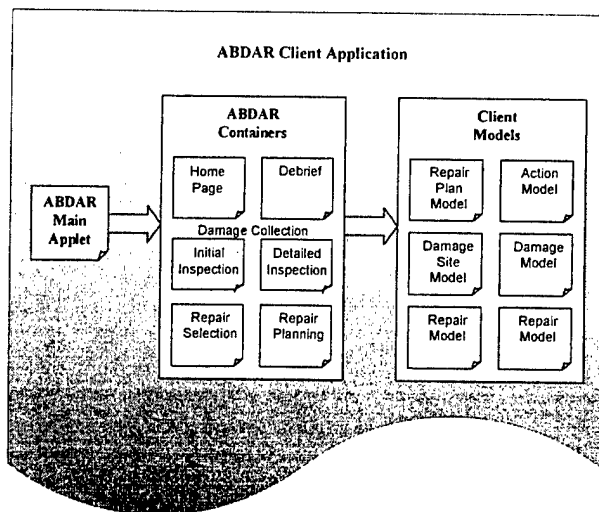 ABDAR Client Application
ABDAR
Main
Applet
ABDAR
Containers
Home
Page
Debrief
Damage Collection
Initial
Inspection
Detailed
Inspection
Repair
Selection
Repair
Planning
Client
Models
Repair
Plan
Model
Action
Model
Damage
Site
Model
Damage
Model
Repair
Model
Repair
Model